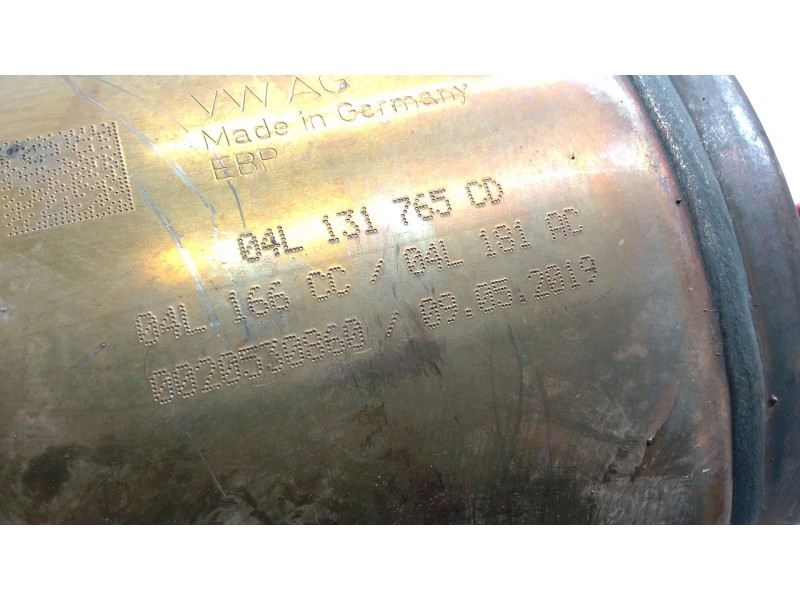 VW AG
Made in Germany
EBP
04L 131 765 CD
04L 166 CC / 04L 181 AC
0020530860 / 09.05.2019